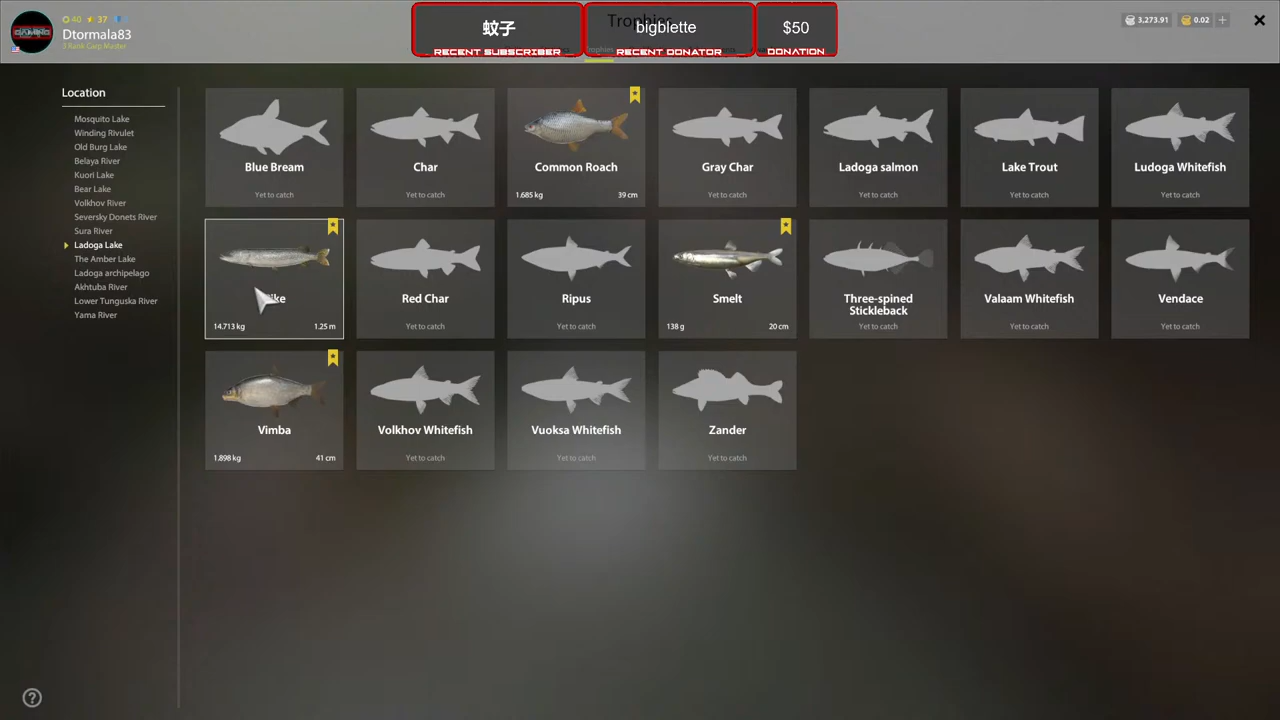 40 37
Dtormala83
3 Rank Carp Master
蚊子
RECENT SUBSCRIBER
bigblette
RECENT DONATOR
$50
DONATION
Trophies
3,273.91
0.02
Location
Mosquito Lake
Winding Rivulet
Old Burg Lake
Belaya River
Kuori Lake
Bear Lake
Volkhov River
Seversky Donets River
Sura River
Ladoga Lake
The Amber Lake
Ladoga archipelago
Akhtuba River
Lower Tunguska River
Yama River
Blue Bream
Yet to catch
Char
Yet to catch
Common Roach
1.685 kg 39 cm
Gray Char
Yet to catch
Ladoga salmon
Yet to catch
Lake Trout
Yet to catch
Ludoga Whitefish
Yet to catch
14.713 kg 1.25 m
Red Char
Yet to catch
Ripus
Yet to catch
Smelt
138 g 20 cm
Three-spined
Stickleback
Yet to catch
Valaam Whitefish
Yet to catch
Vendace
Yet to catch
Vimba
1.898 kg 41 cm
Volkhov Whitefish
Yet to catch
Vuoksa Whitefish
Yet to catch
Zander
Yet to catch